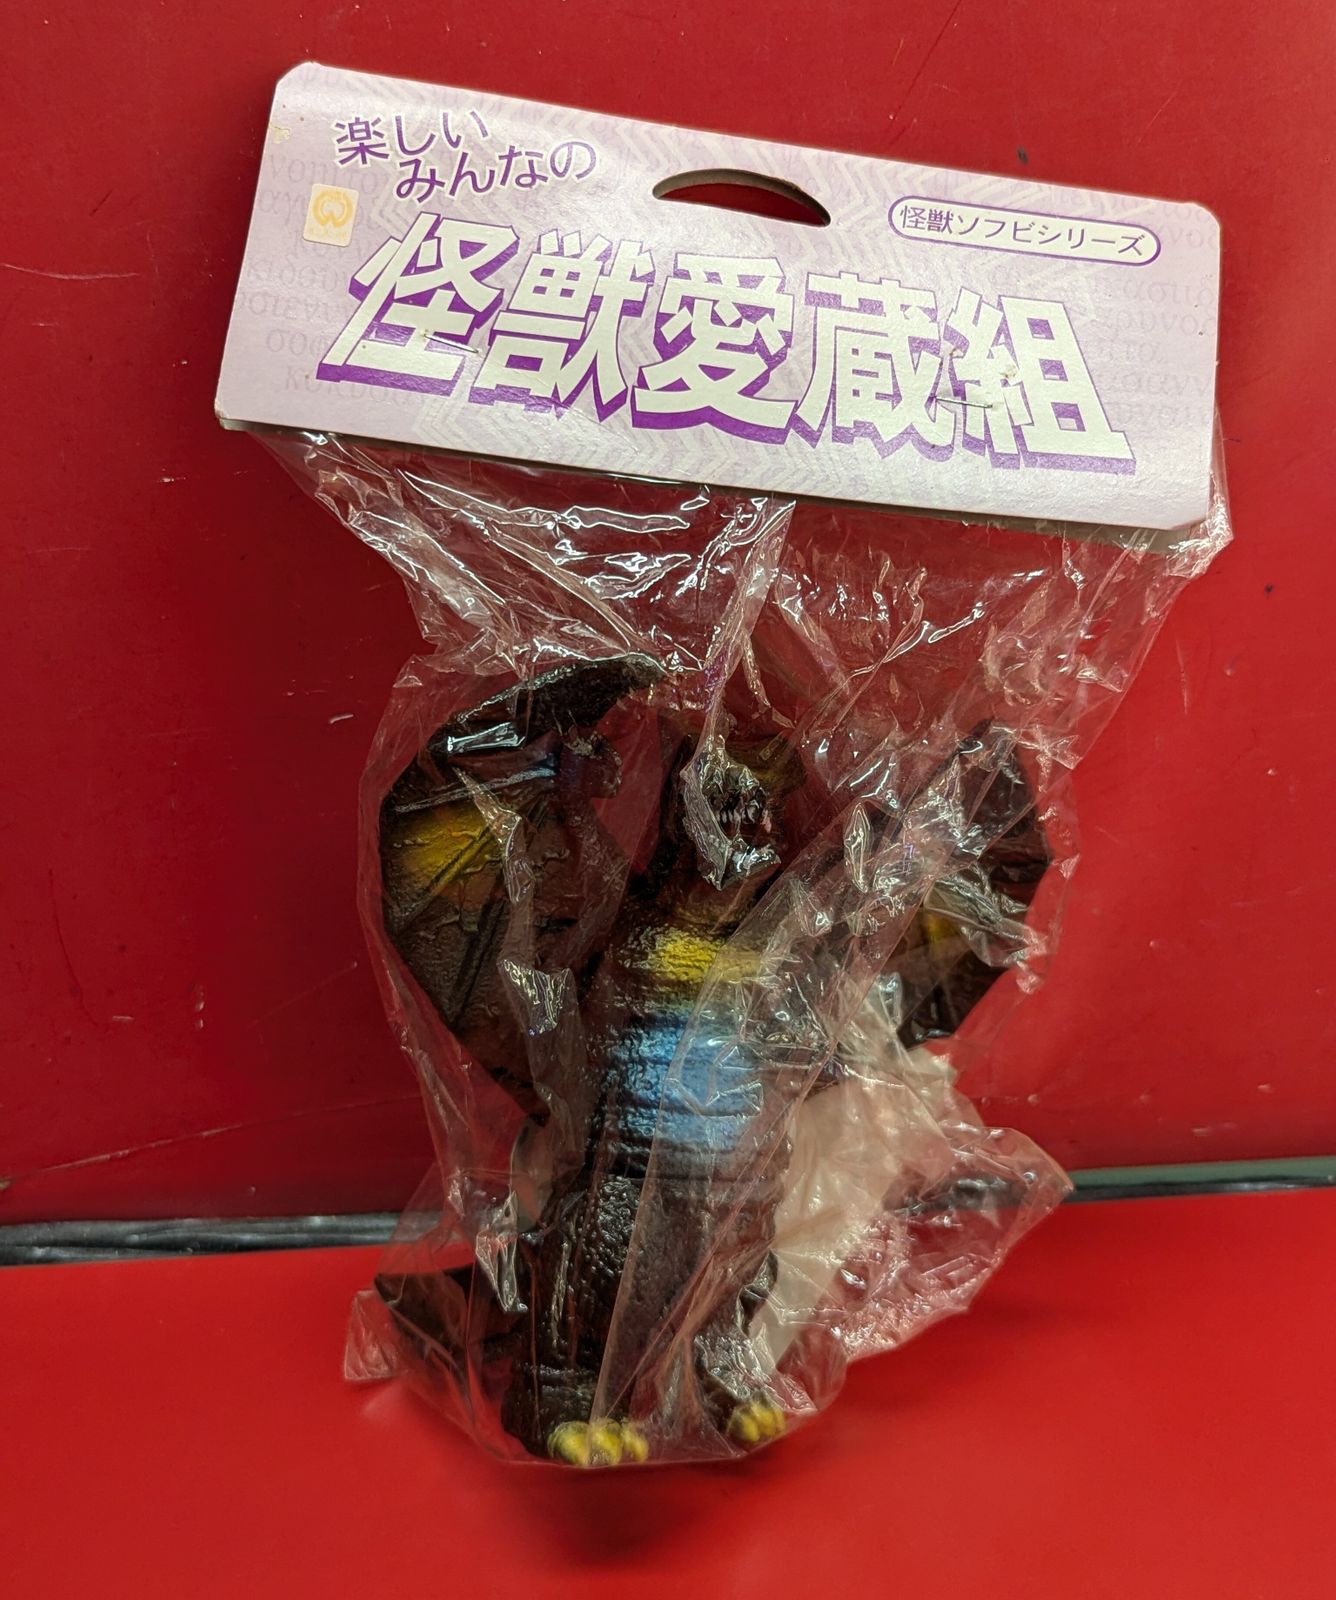 楽しい
みんなの
怪獣ソフビシリーズ
怪獣愛蔵組